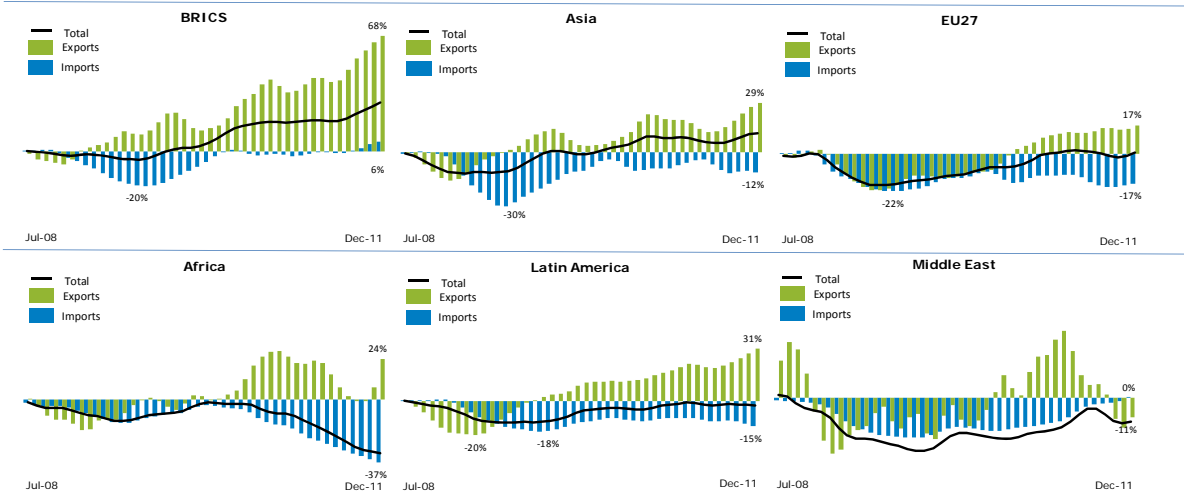 BRICS
Total
Exports
Imports
68%
6%
-20%
Jul-08
Dec-11
Asia
Total
Exports
Imports
29%
-12%
-30%
Jul-08
Dec-11
EU27
Total
Exports
Imports
17%
-17%
-22%
Jul-08
Dec-11
Africa
Total
Exports
Imports
24%
-37%
Jul-08
Dec-11
Latin America
Total
Exports
Imports
31%
-20%
-18%
-15%
Jul-08
Dec-11
Middle East
Total
Exports
Imports
0%
-11%
Jul-08
Dec-11